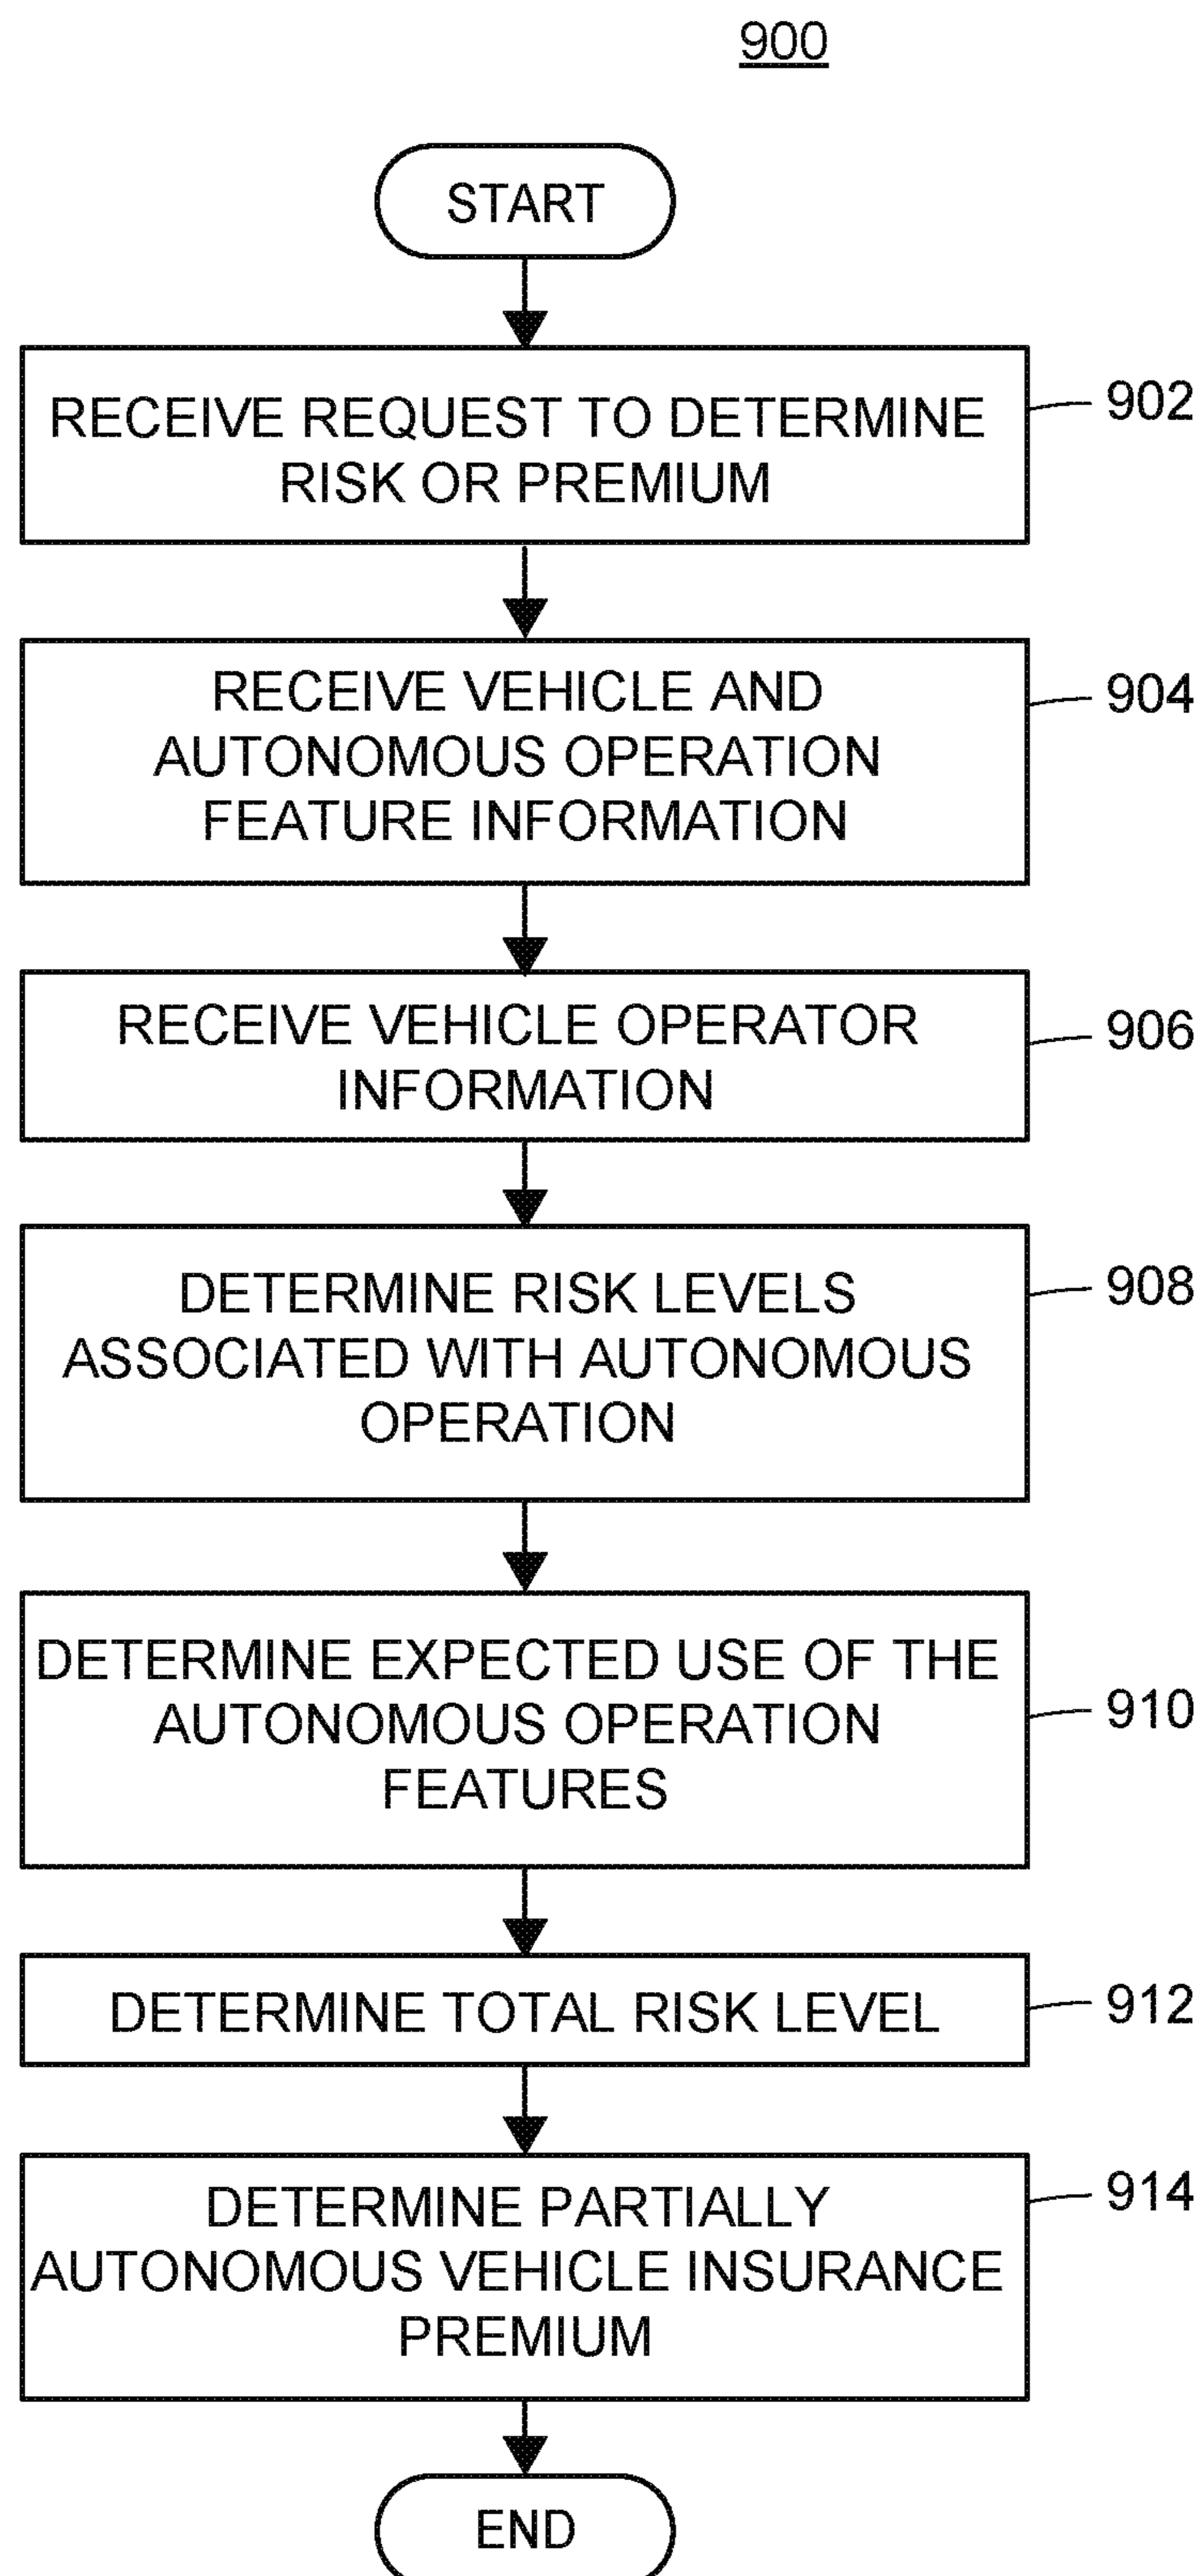 900
START
RECEIVE REQUEST TO DETERMINE
RISK OR PREMIUM
902
RECEIVE VEHICLE AND
AUTONOMOUS OPERATION
FEATURE INFORMATION
904
RECEIVE VEHICLE OPERATOR
INFORMATION
906
DETERMINE RISK LEVELS
ASSOCIATED WITH AUTONOMOUS
OPERATION
908
DETERMINE EXPECTED USE OF THE
AUTONOMOUS OPERATION
FEATURES
910
DETERMINE TOTAL RISK LEVEL
912
DETERMINE PARTIALLY
AUTONOMOUS VEHICLE INSURANCE
PREMIUM
914
END